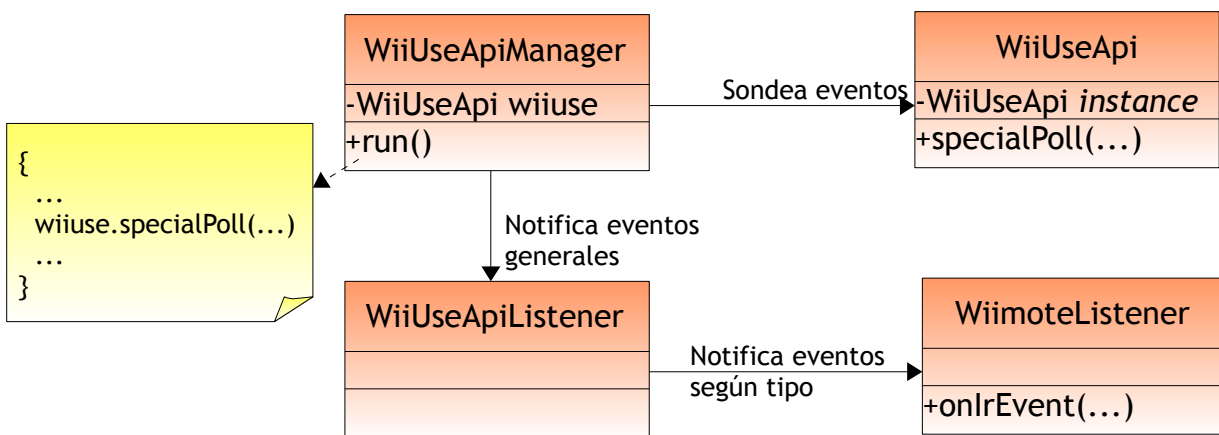 WiiUseApiManager
-WiiUseApi wiiuse
+run()
Sondea eventos
WiiUseApi
-WiiUseApi instance
+specialPoll(...)
{
...
wiiuse.specialPoll(...)
...
}
Notifica eventos
generales
WiiUseApiListener
Notifica eventos
según tipo
WiimoteListener
+onIrEvent(...)